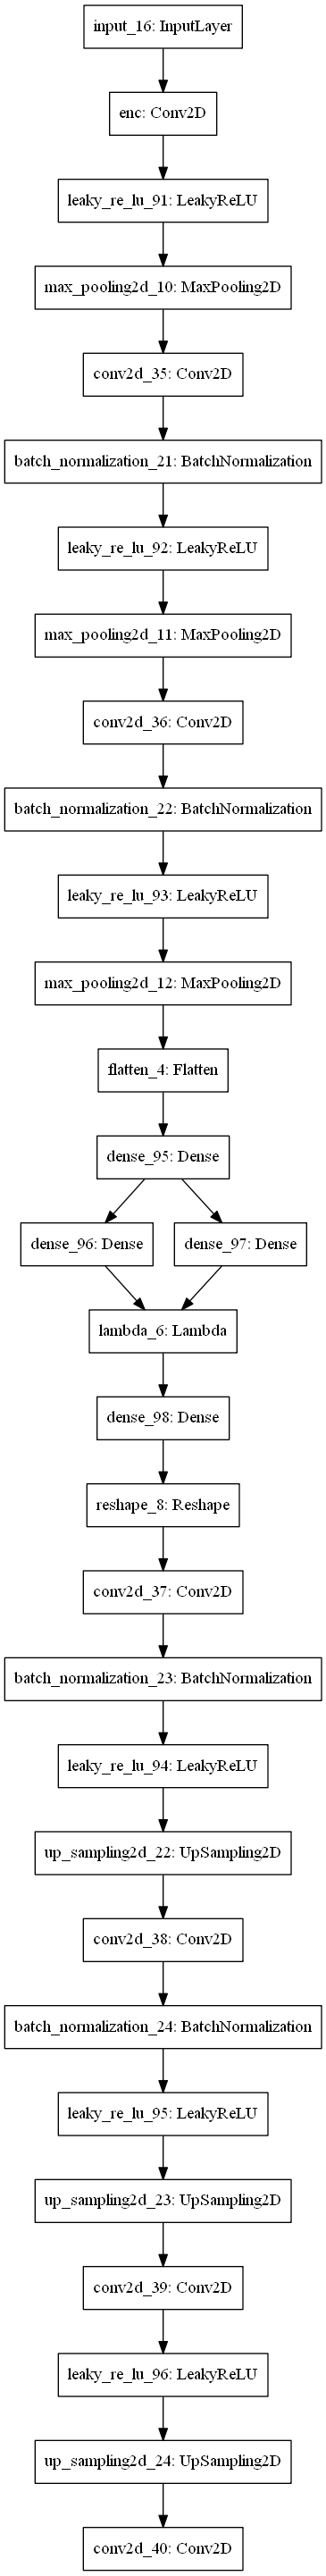 input_16: InputLayer
enc: Conv2D
leaky_re_lu_91: LeakyReLU
max_pooling2d_10: MaxPooling2D
conv2d_35: Conv2D
batch_normalization_21: BatchNormalization
leaky_re_lu_92: LeakyReLU
max_pooling2d_11: MaxPooling2D
conv2d_36: Conv2D
batch_normalization_22: BatchNormalization
leaky_re_lu_93: LeakyReLU
max_pooling2d_12: MaxPooling2D
flatten_4: Flatten
dense_95: Dense
dense_96: Dense
dense_97: Dense
lambda_6: Lambda
dense_98: Dense
reshape_8: Reshape
conv2d_37: Conv2D
batch_normalization_23: BatchNormalization
leaky_re_lu_94: LeakyReLU
up_sampling2d_22: UpSampling2D
conv2d_38: Conv2D
batch_normalization_24: BatchNormalization
leaky_re_lu_95: LeakyReLU
up_sampling2d_23: UpSampling2D
conv2d_39: Conv2D
leaky_re_lu_96: LeakyReLU
up_sampling2d_24: UpSampling2D
conv2d_40: Conv2D